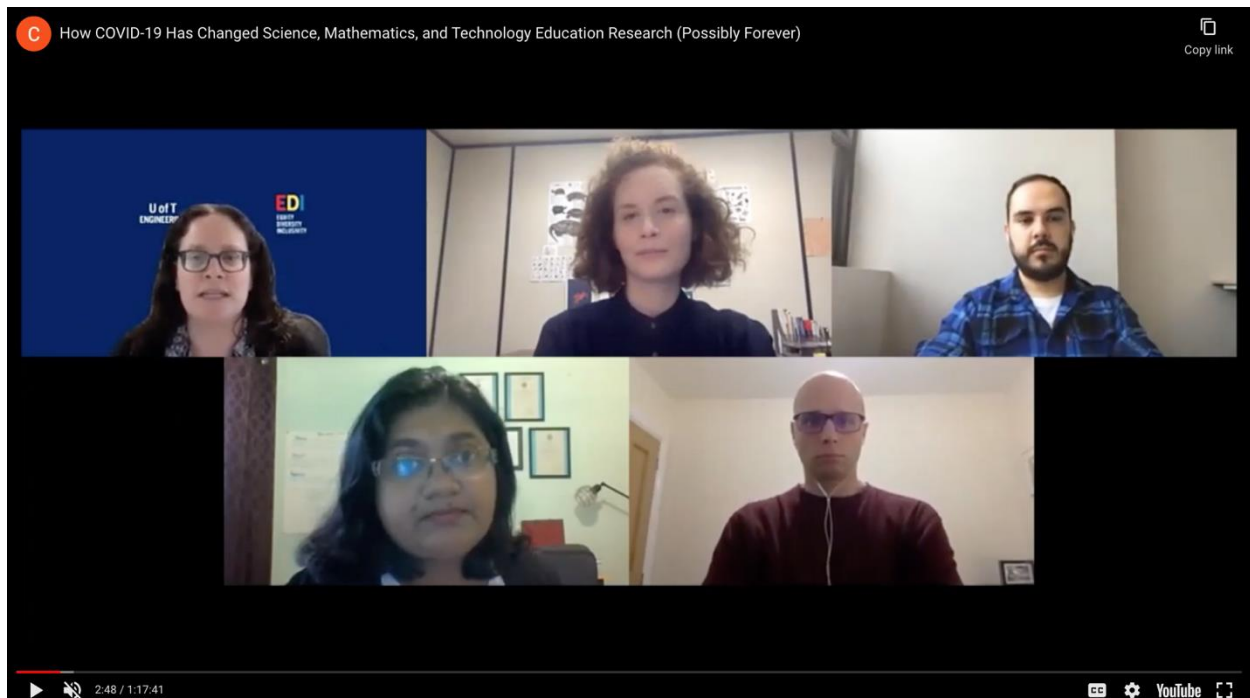 C
How COVID-19 Has Changed Science, Mathematics, and Technology Education Research (Possibly Forever)
Copy link
U of T
EDI
EQUITY
DIVERSITY
INCLUSIVITY
2:48 / 1:17:41
CC
YouTube